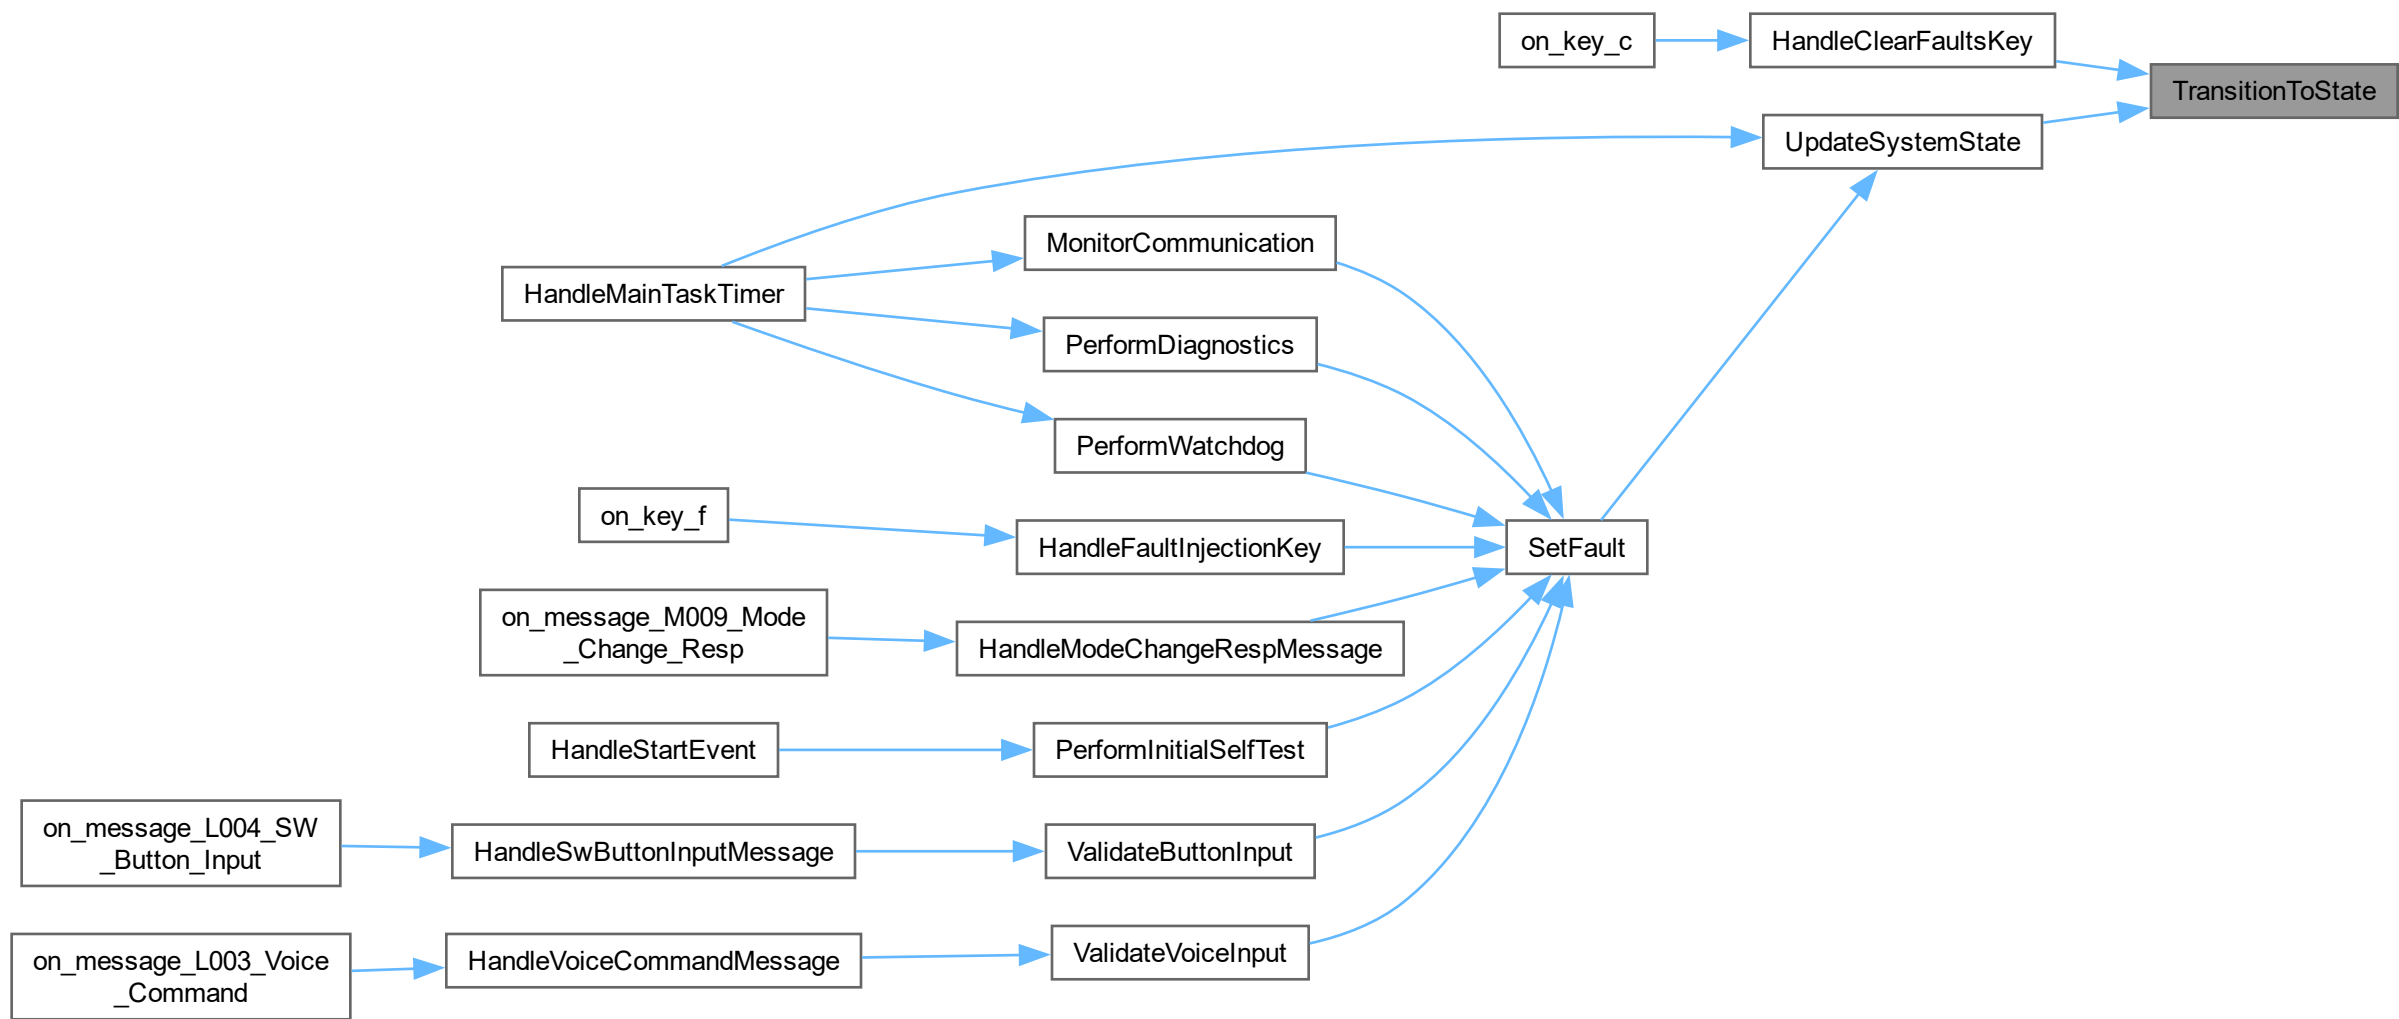 on_key_c
HandleClearFaultsKey
TransitionToState
UpdateSystemState
MonitorCommunication
HandleMainTaskTimer
PerformDiagnostics
PerformWatchdog
on_key_f
HandleFaultInjectionKey
SetFault
on_message_M009_Mode
_Change_Resp
HandleModeChangeRespMessage
HandleStartEvent
PerformInitialSelfTest
on_message_L004_SW
_Button_Input
HandleSwButtonInputMessage
ValidateButtonInput
on_message_L003_Voice
_Command
HandleVoiceCommandMessage
ValidateVoiceInput